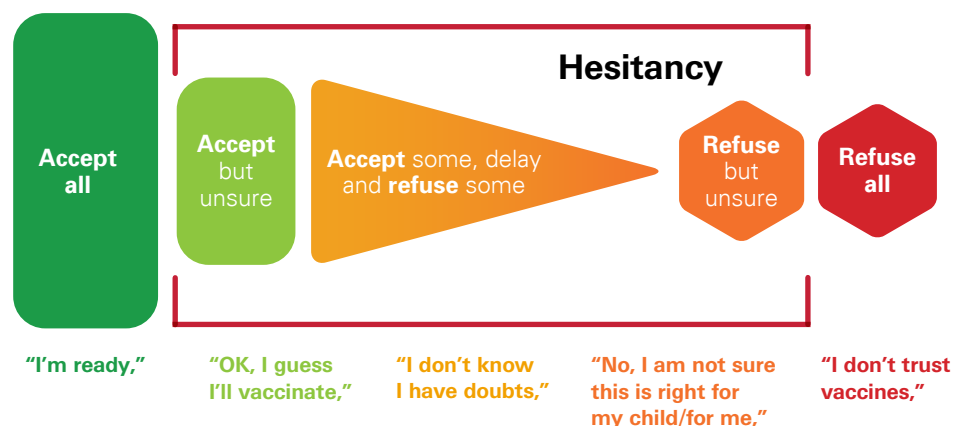 Hesitancy
Accept
all
Accept
but
unsure
Accept some, delay
and refuse some
Refuse
but
unsure
Refuse
all
“I’m ready,”
“OK, I guess
I’ll vaccinate,”
“I don’t know
I have doubts,”
“No, I am not sure
this is right for
my child/for me,”
“I don’t trust
vaccines,”